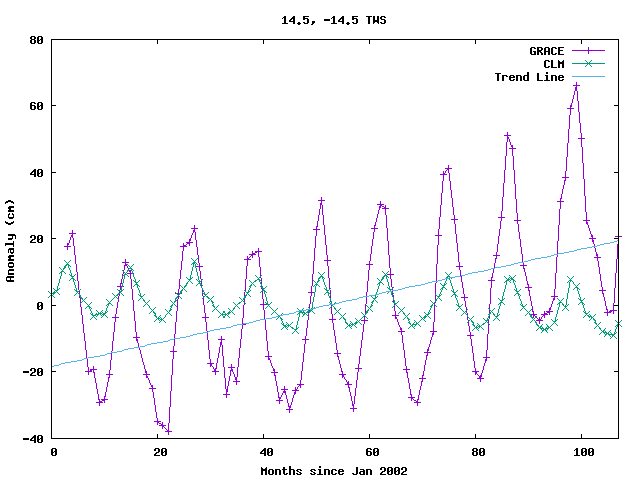 14.5, -14.5 TWS
GRACE
CLM
Trend Line
Anomaly (cm)
80
60
40
20
0
-20
-40
0 20 40 60 80 100
Months since Jan 2002